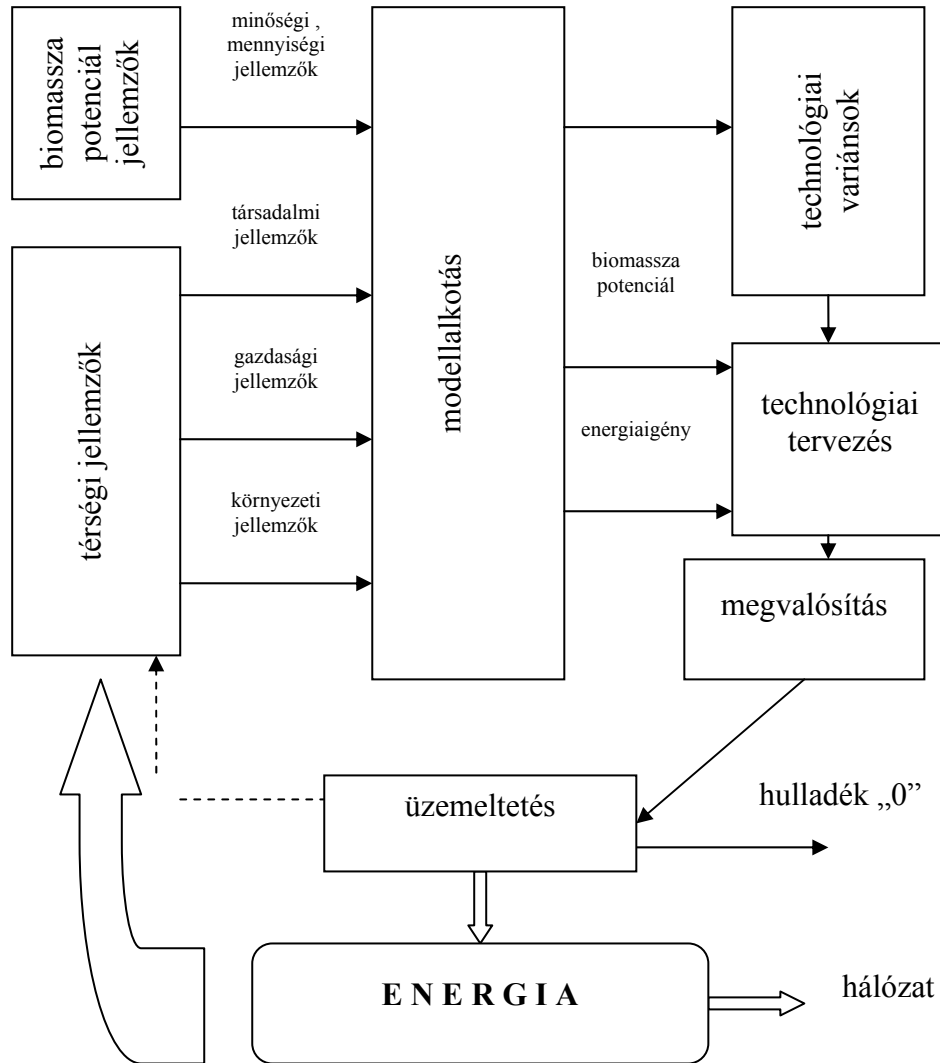 biomassza
potenciál
jellemzők
minőségi ,
mennyiségi
jellemzők
társadalmi
jellemzők
térségi jellemzők
gazdasági
jellemzők
környezeti
jellemzők
modellalkotás
biomassza
potenciál
energiaigény
technológiai
variánsok
technológiai
tervezés
megvalósítás
üzemeltetés
hulladék „0”
E N E R G I A
hálózat